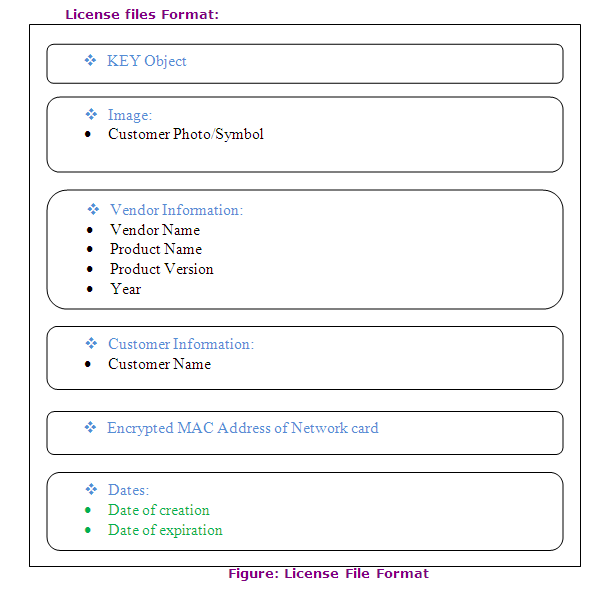 License files Format:
❖ KEY Object
❖ Image:
• Customer Photo/Symbol
❖ Vendor Information:
• Vendor Name
• Product Name
• Product Version
• Year
❖ Customer Information:
• Customer Name
❖ Encrypted MAC Address of Network card
❖ Dates:
• Date of creation
• Date of expiration
Figure: License File Format